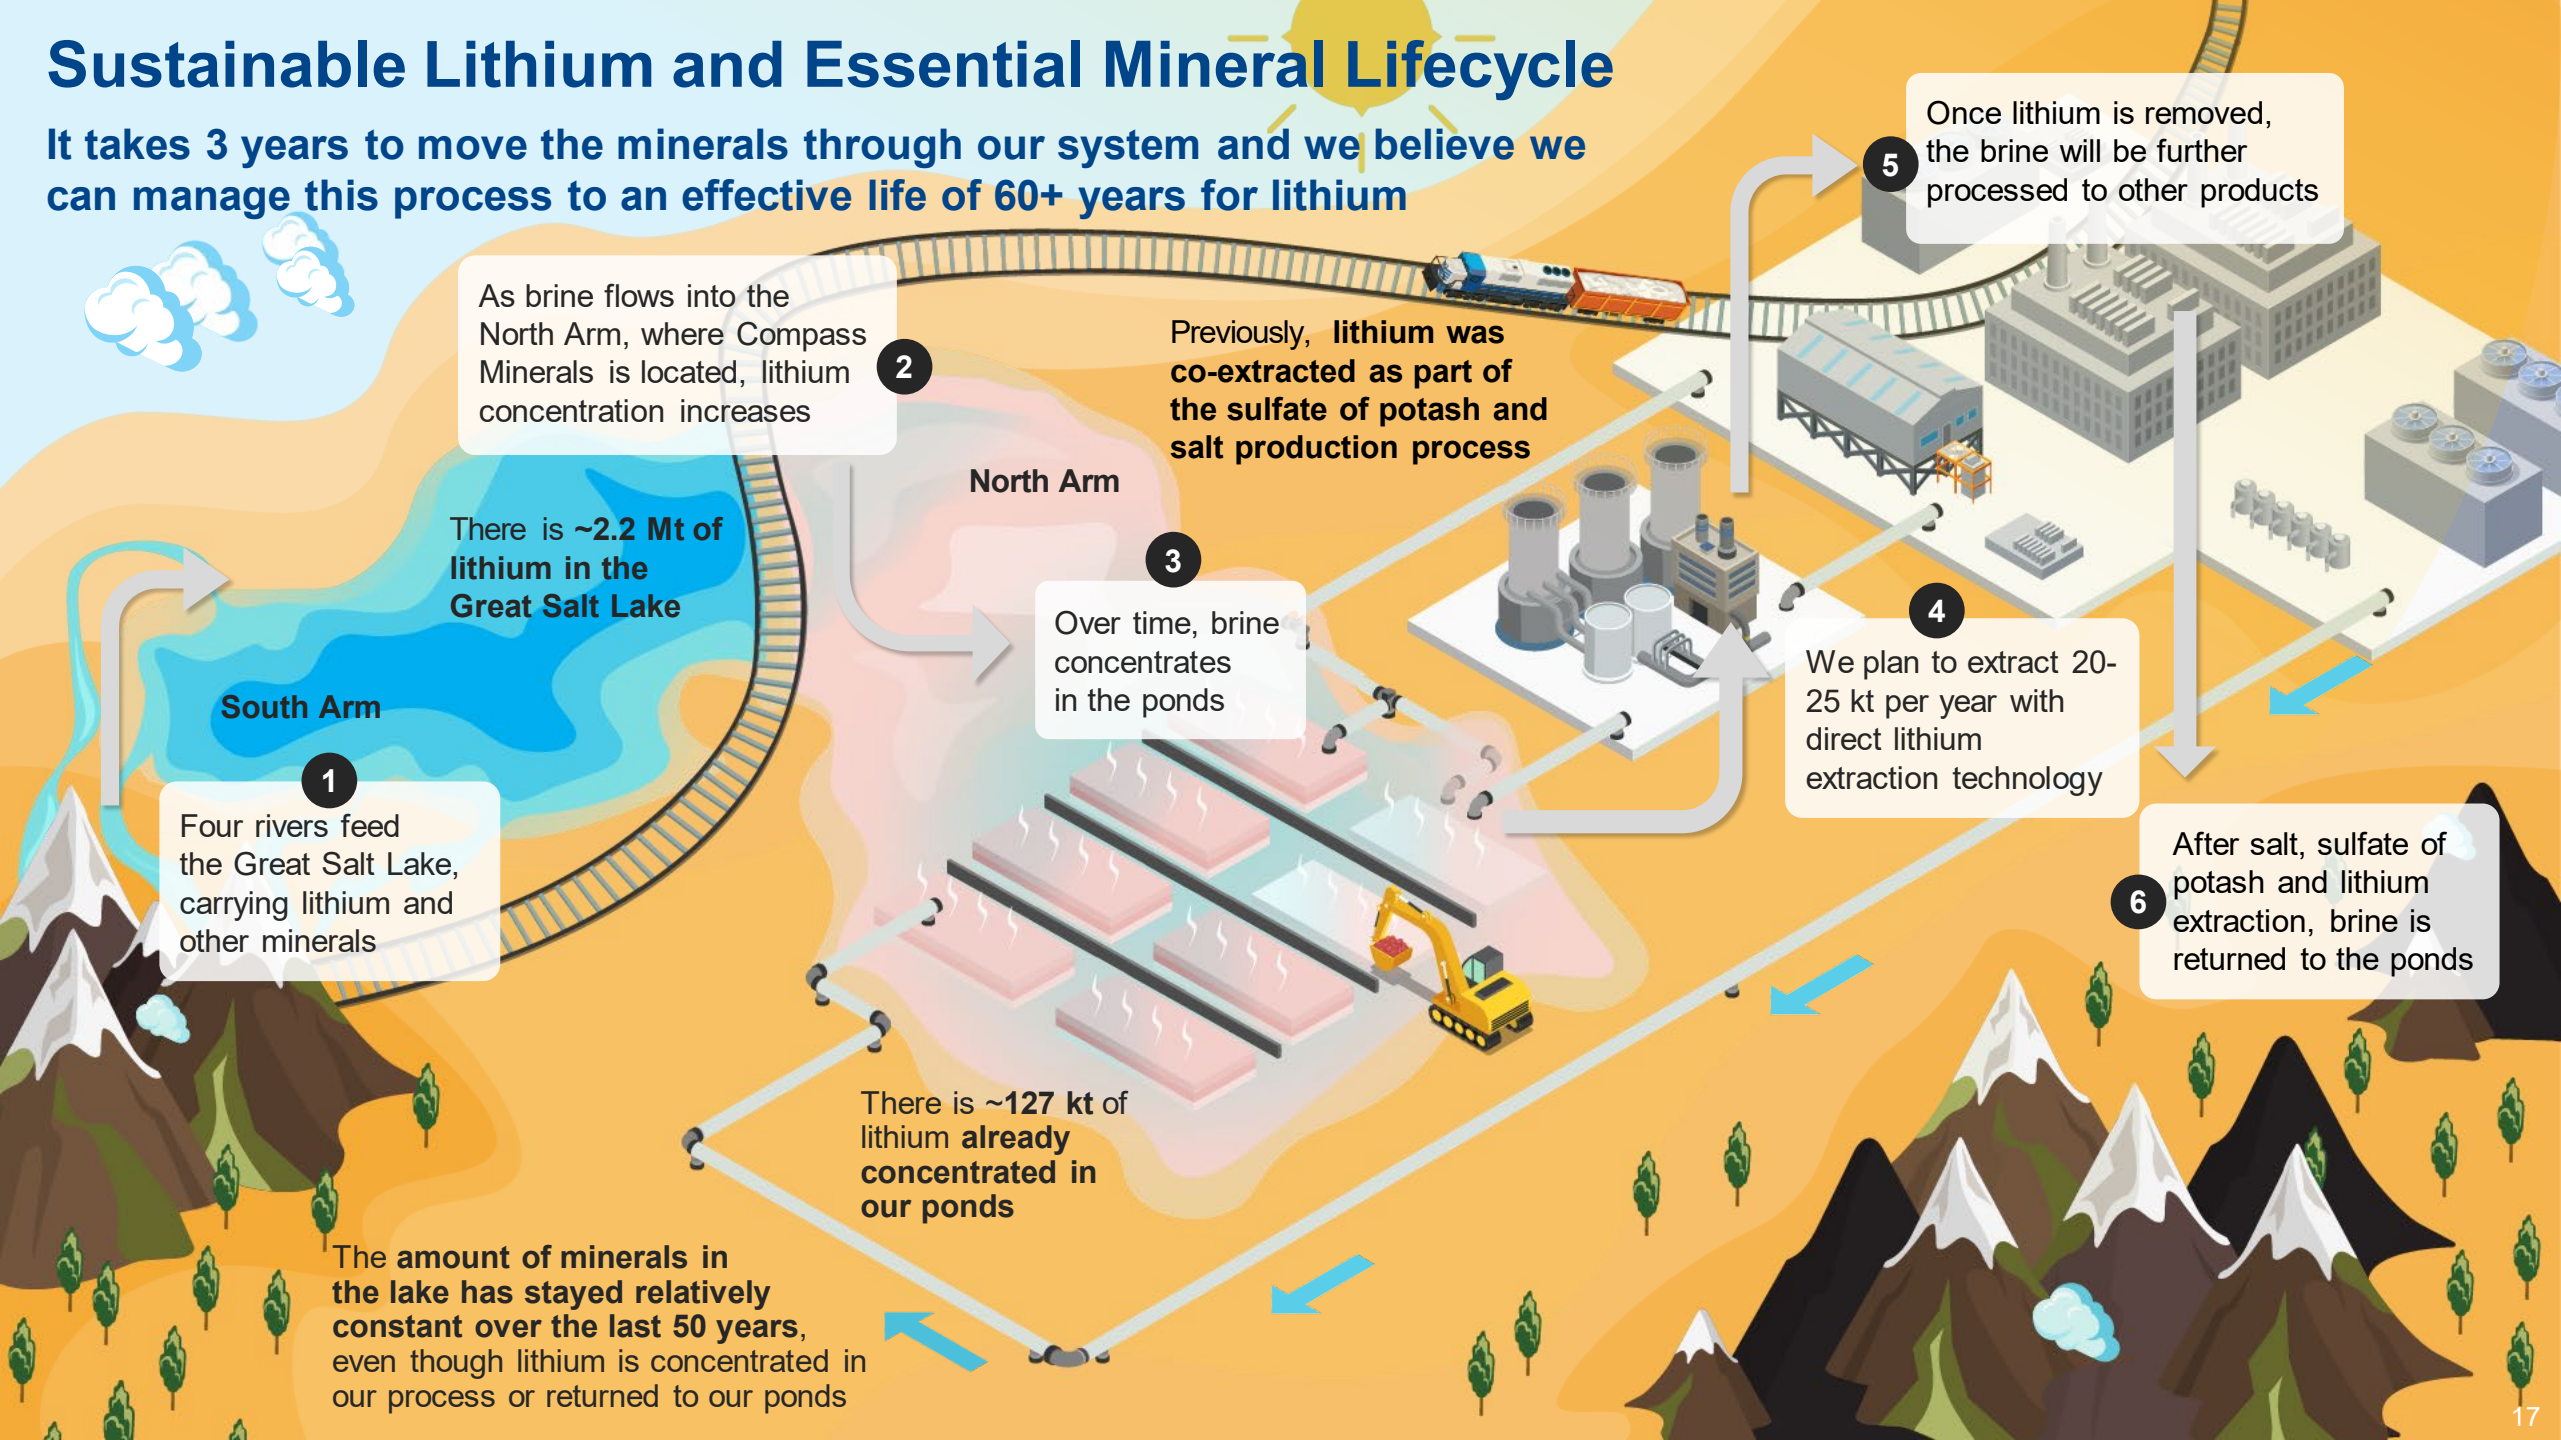 Sustainable Lithium and Essential Mineral Lifecycle
It takes 3 years to move the minerals through our system and we believe we
can manage this process to an effective life of 60+ years for lithium
5
Once lithium is removed,
the brine will be further
processed to other products
As brine flows into the
North Arm, where Compass
Minerals is located, lithium
concentration increases
2
Previously, lithium was
co-extracted as part of
the sulfate of potash and
salt production process
North Arm
There is ~2.2 Mt of
lithium in the
Great Salt Lake
3
Over time, brine
concentrates
in the ponds
4
We plan to extract 20-
25 kt per year with
direct lithium
extraction technology
South Arm
1
Four rivers feed
the Great Salt Lake,
carrying lithium and
other minerals
6
After salt, sulfate of
potash and lithium
extraction, brine is
returned to the ponds
There is ~127 kt of
lithium already
concentrated in
our ponds
The amount of minerals in
the lake has stayed relatively
constant over the last 50 years,
even though lithium is concentrated in
our process or returned to our ponds
17